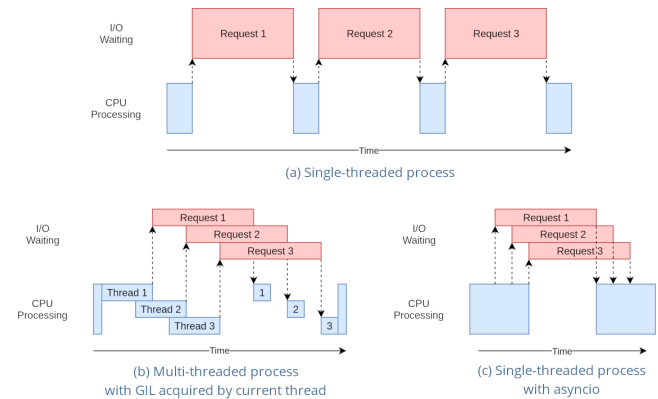 I/O
Waiting
Request 1
Request 2
Request 3
CPU
Processing
Time
(a) Single-threaded process
I/O
Waiting
Request 1
Request 2
Request 3
CPU
Processing
Thread 1
Thread 2
Thread 3
1
2
3
Time
(b) Multi-threaded process
with GIL acquired by current thread
I/O
Waiting
Request 1
Request 2
Request 3
CPU
Processing
Time
(c) Single-threaded process
with asyncio